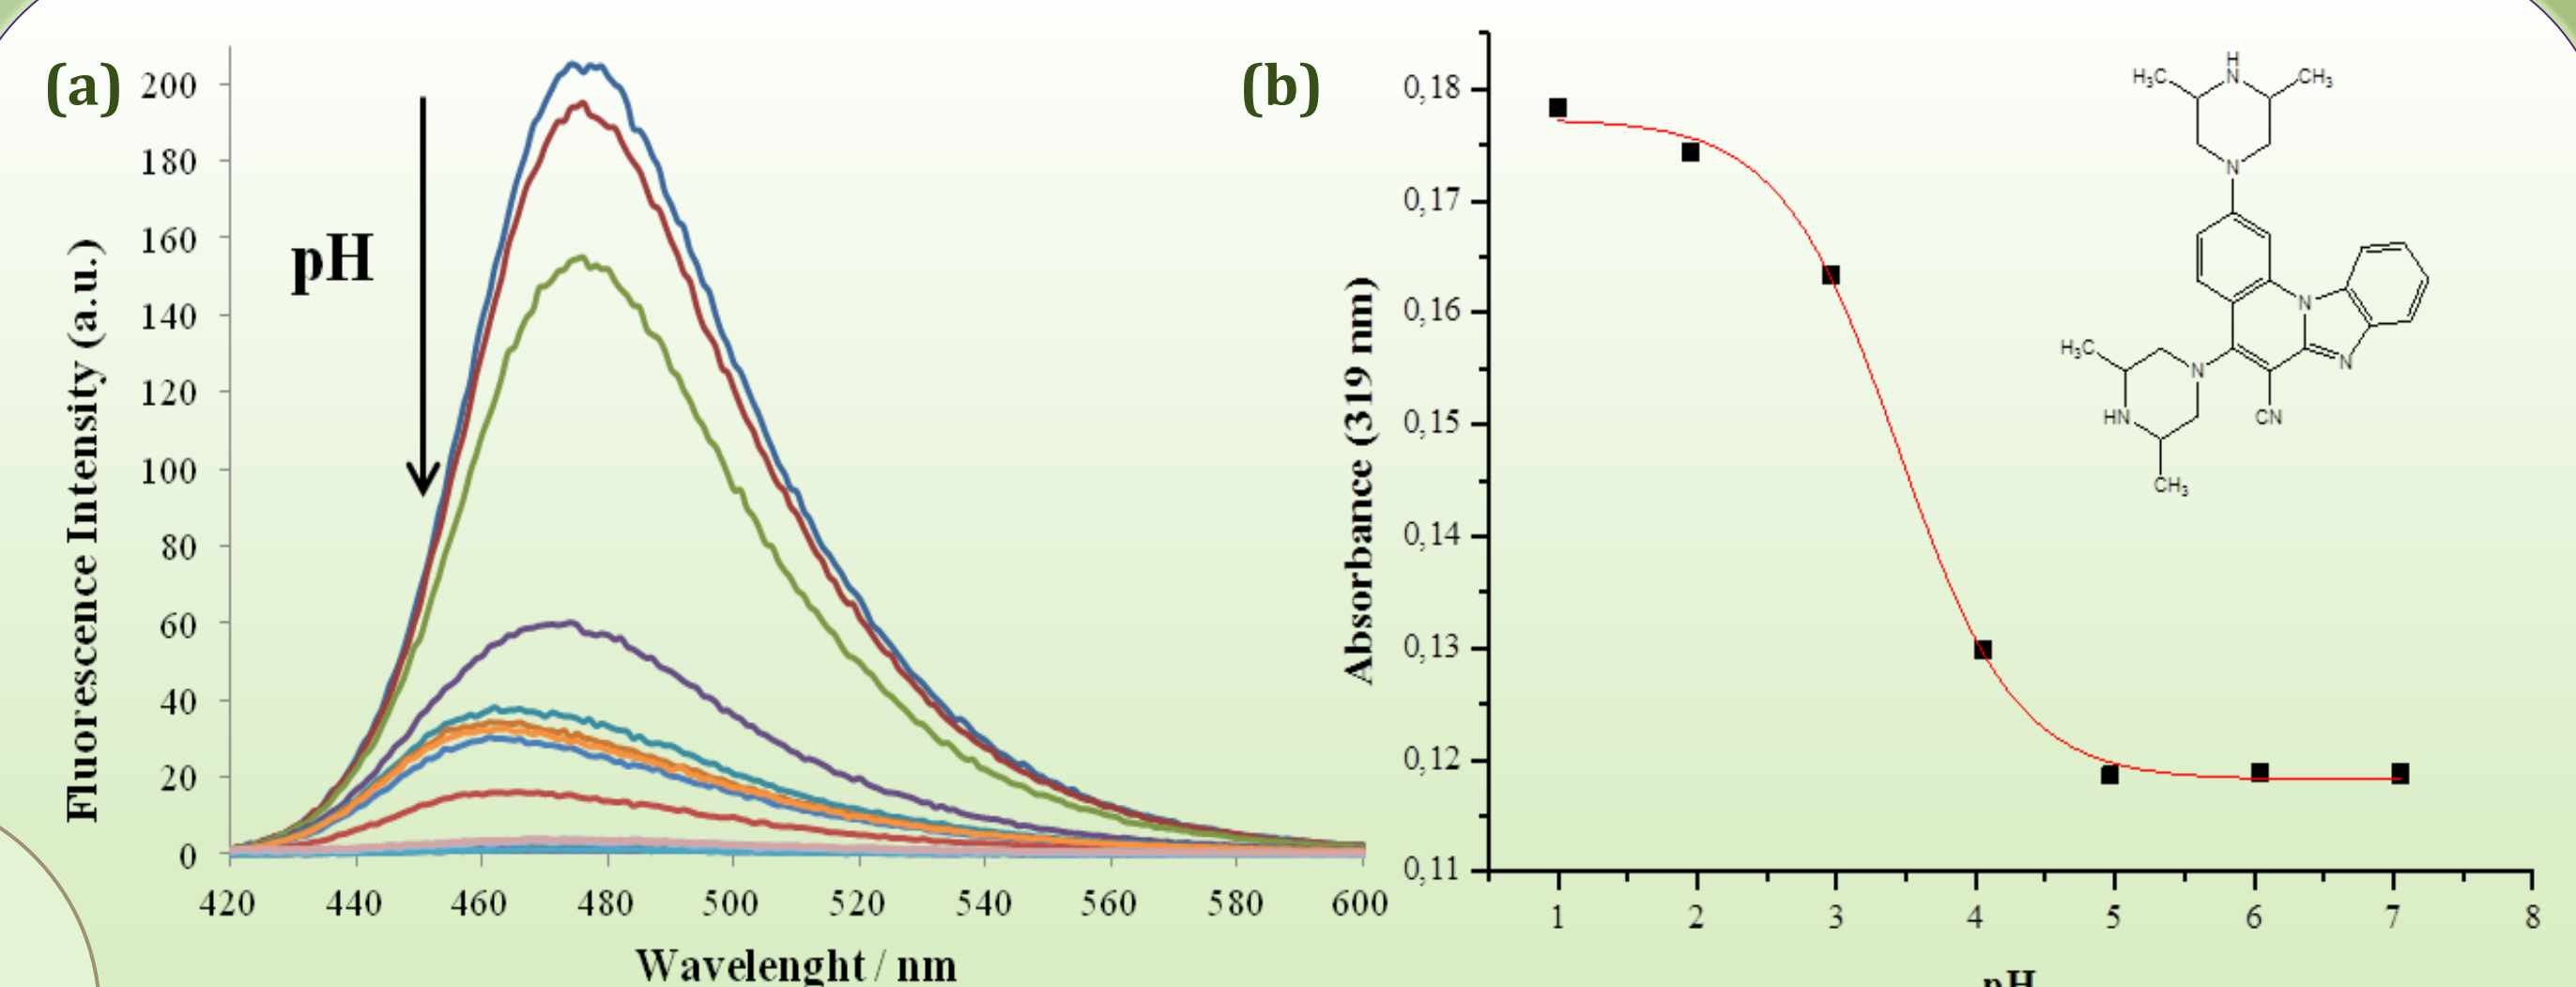 (a)
200
180
160
140
120
100
80
60
40
20
0
Fluorescence Intensity (a.u.)
pH
420 440 460 480 500 520 540 560 580 600
Wavelenght / nm
(b)
0,18
0,17
0,16
0,15
0,14
0,13
0,12
0,11
Absorbance (319 nm)
1 2 3 4 5 6 7 8
pH
H
H₃C N CH₃
N
N
H₃C N N
HN CN
CH₃